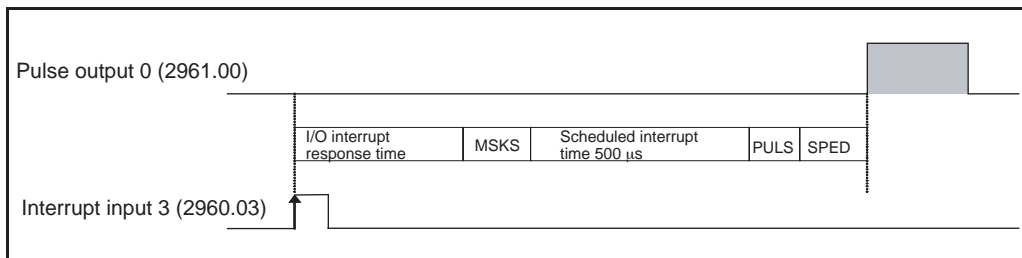 Pulse output 0 (2961.00)
I/O interrupt
response time
MSKS
Scheduled interrupt
time 500 µs
PULS
SPED
Interrupt input 3 (2960.03)